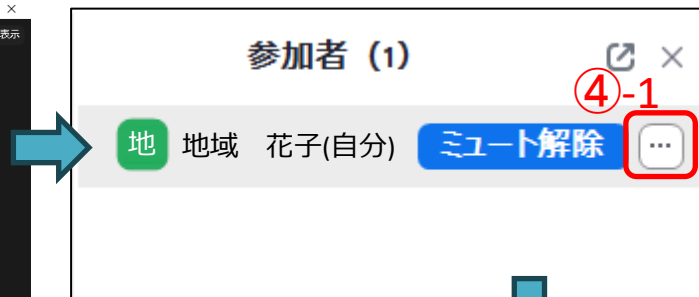 表示
参加者（1）
④-1
地 地域　花子(自分) ミュート解除 …